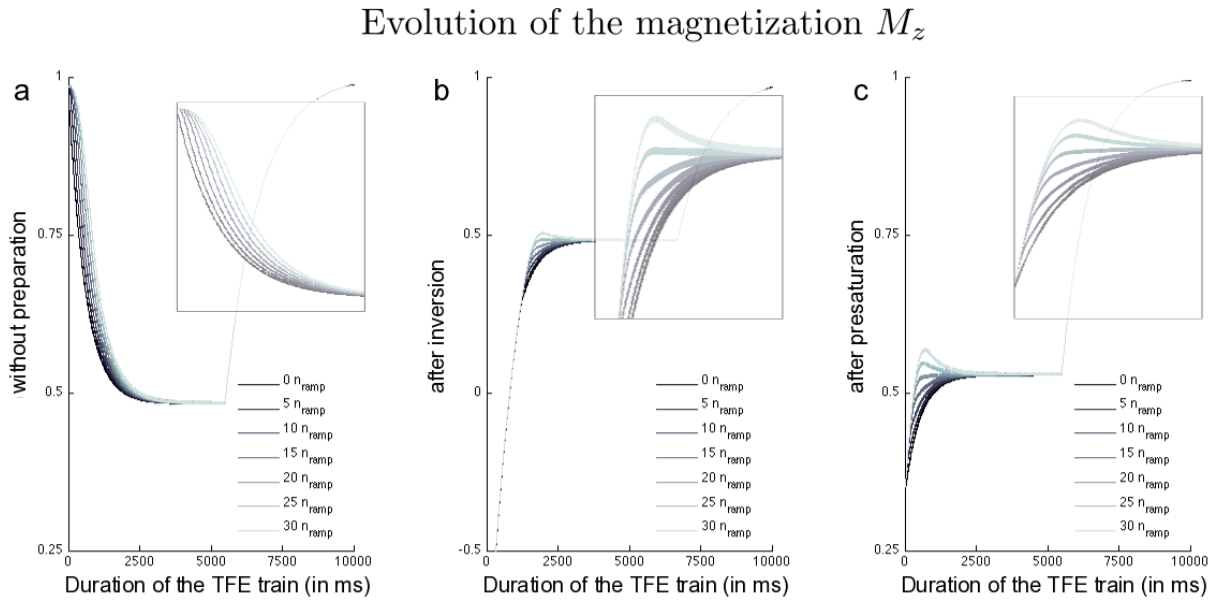 Evolution of the magnetization M_z
a
1
0.75
0.5
0.25
without preparation
0 n_ramp
5 n_ramp
10 n_ramp
15 n_ramp
20 n_ramp
25 n_ramp
30 n_ramp
0 2500 5000 7500 10000
Duration of the TFE train (in ms)
b
1
0.5
0
-0.5
after inversion
0 n_ramp
5 n_ramp
10 n_ramp
15 n_ramp
20 n_ramp
25 n_ramp
30 n_ramp
0 2500 5000 7500 10000
Duration of the TFE train (in ms)
c
1
0.75
0.5
0.25
after presaturation
0 n_ramp
5 n_ramp
10 n_ramp
15 n_ramp
20 n_ramp
25 n_ramp
30 n_ramp
0 2500 5000 7500 10000
Duration of the TFE train (in ms)